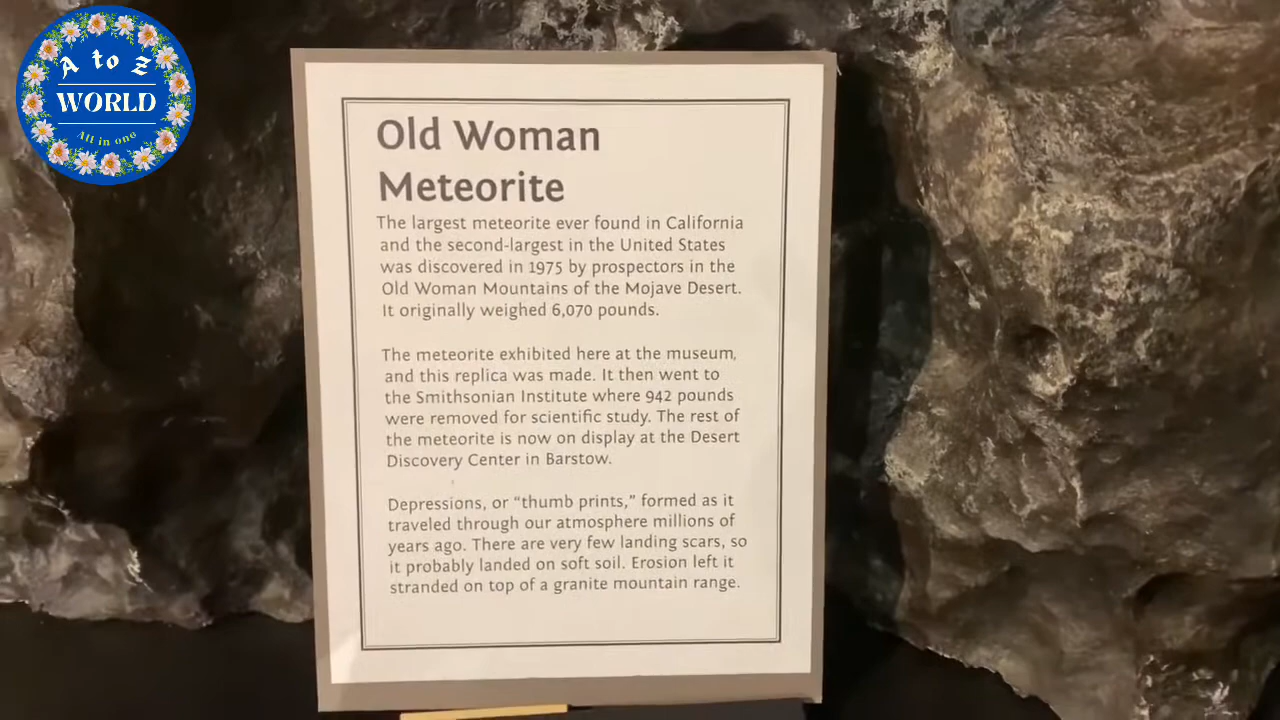 A to Z
WORLD
All in one
Old Woman
Meteorite
The largest meteorite ever found in California
and the second-largest in the United States
was discovered in 1975 by prospectors in the
Old Woman Mountains of the Mojave Desert.
It originally weighed 6,070 pounds.
The meteorite exhibited here at the museum,
and this replica was made. It then went to
the Smithsonian Institute where 942 pounds
were removed for scientific study. The rest of
the meteorite is now on display at the Desert
Discovery Center in Barstow.
Depressions, or “thumb prints,” formed as it
traveled through our atmosphere millions of
years ago. There are very few landing scars, so
it probably landed on soft soil. Erosion left it
stranded on top of a granite mountain range.